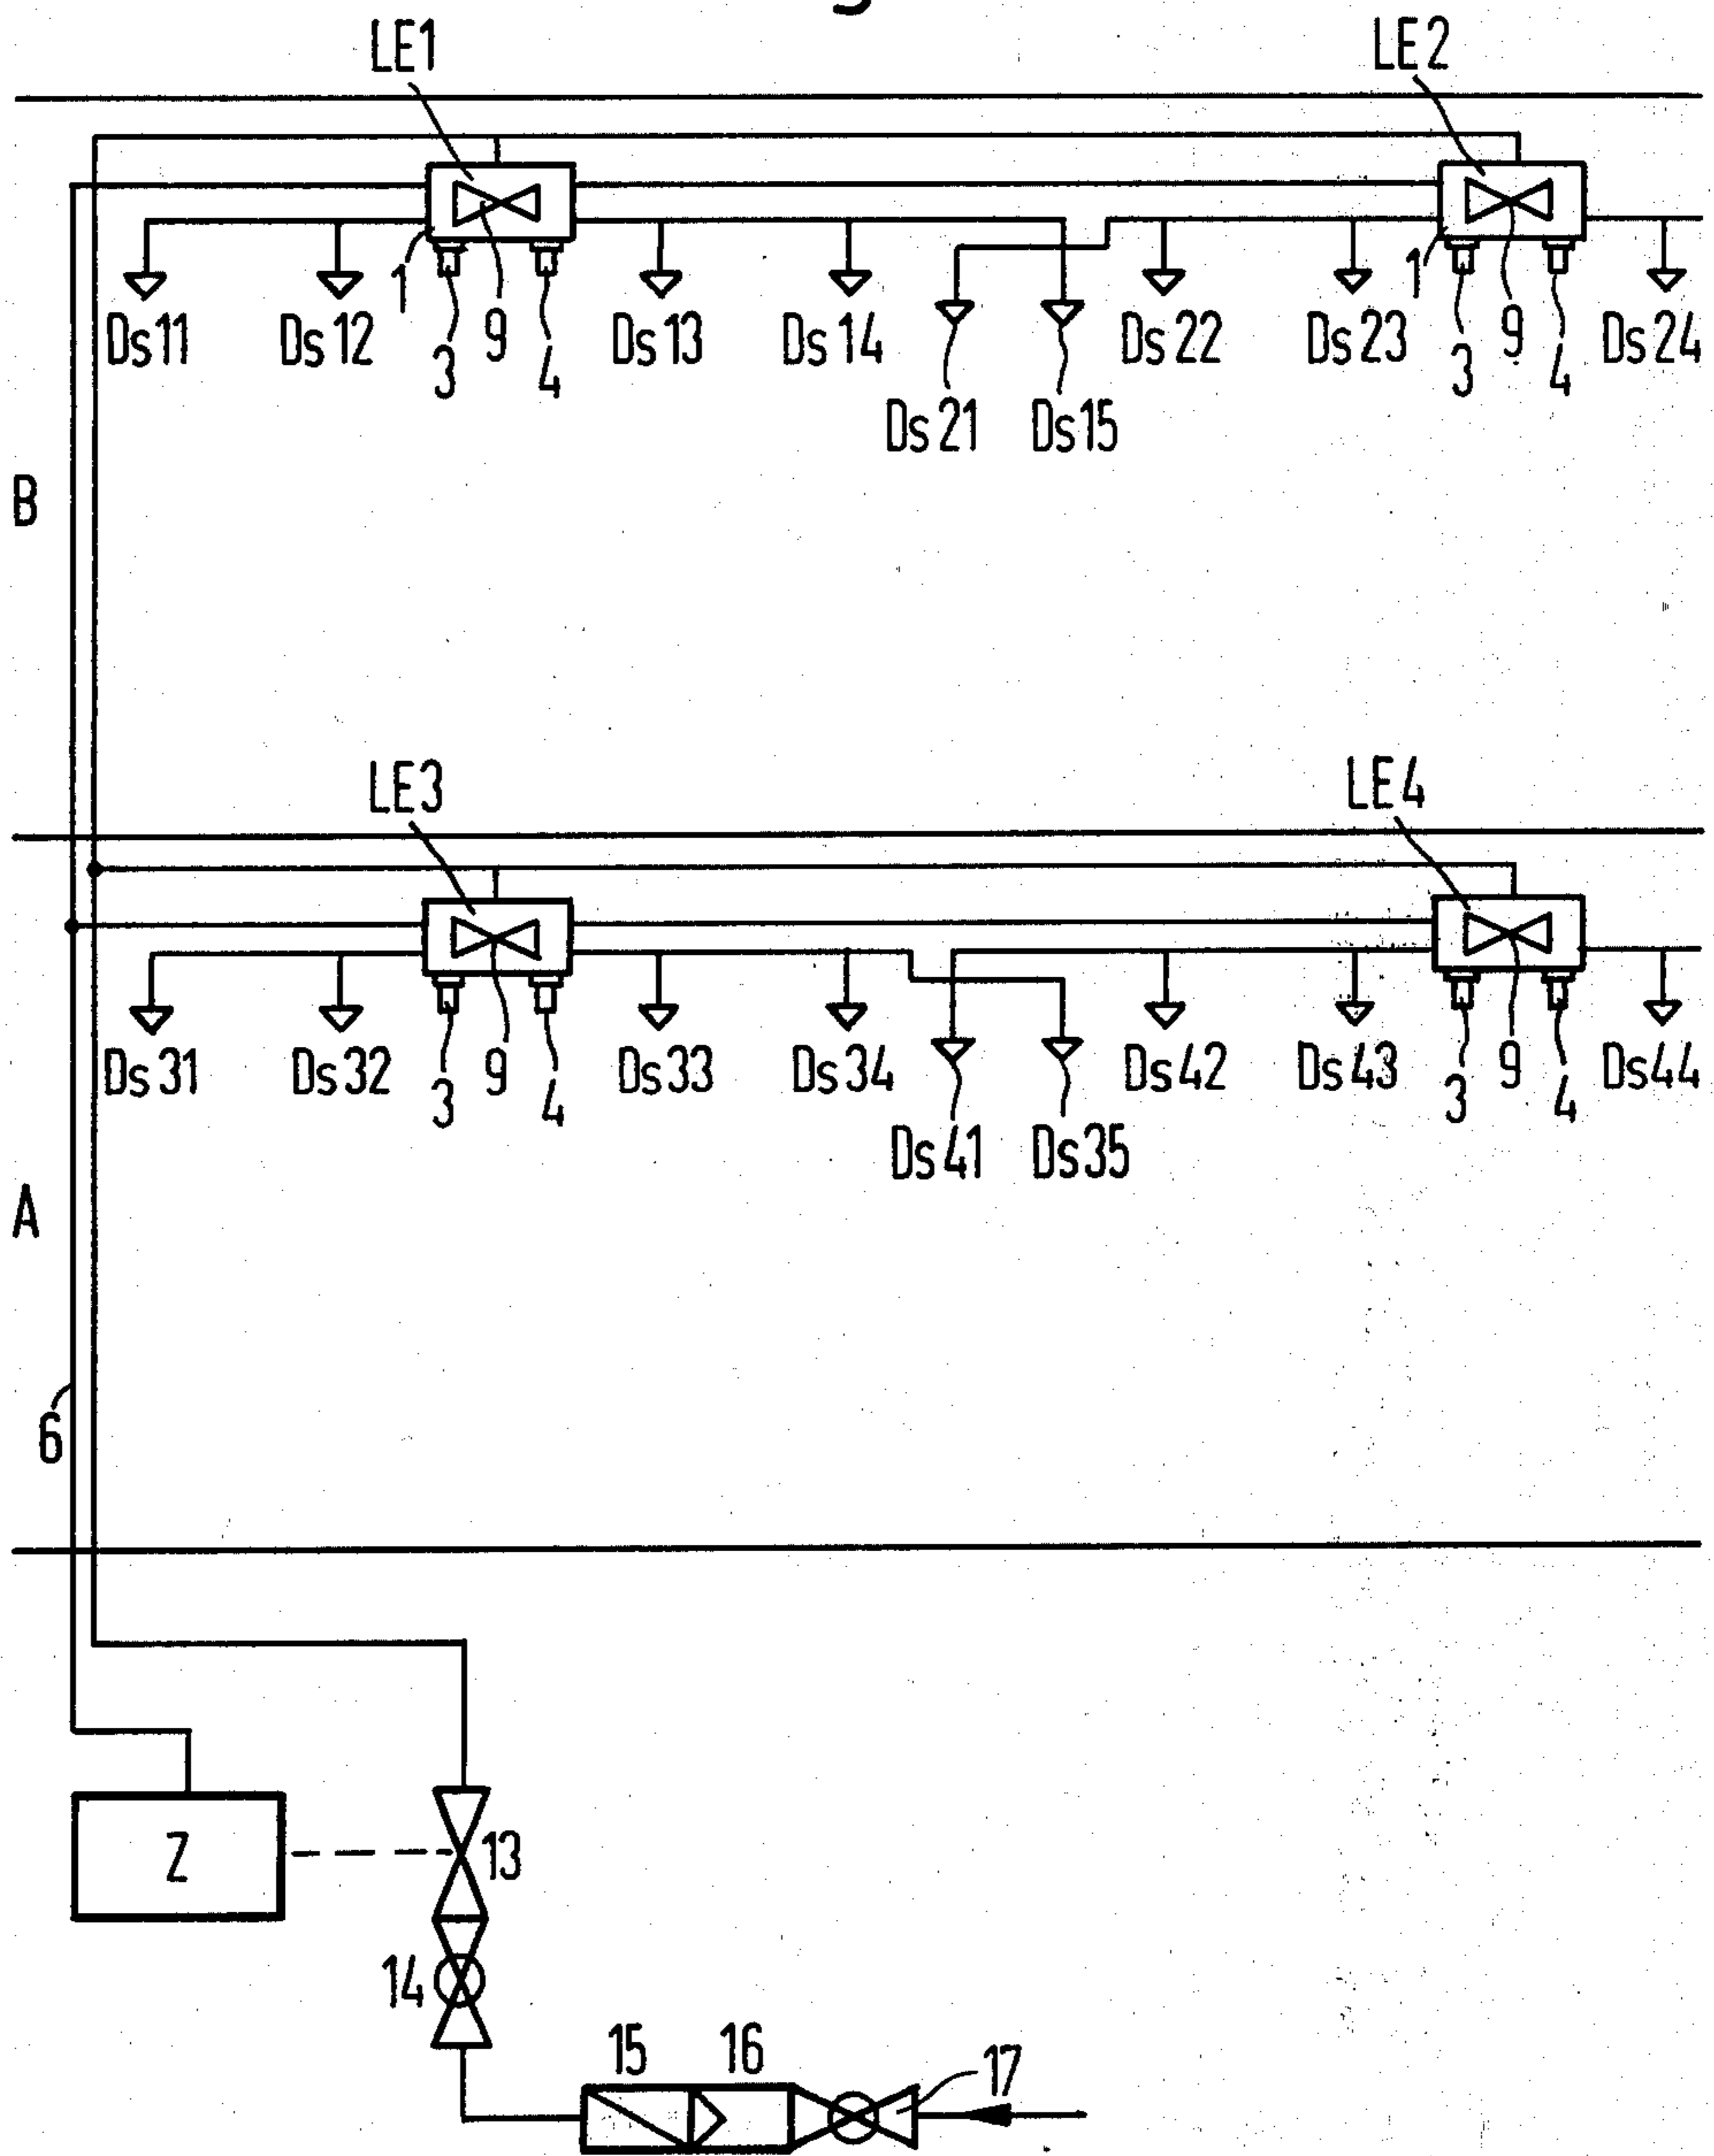 LE1 LE2
1 9 1 9
Ds11 Ds12 3 4 Ds13 Ds14 Ds22 Ds23 3 4 Ds24
Ds21 Ds15
B
LE3 LE4
Ds31 Ds32 3 9 4 Ds33 Ds34 Ds42 Ds43 3 9 4 Ds44
Ds41 Ds35
A
6
Z 13
14
15 16 17